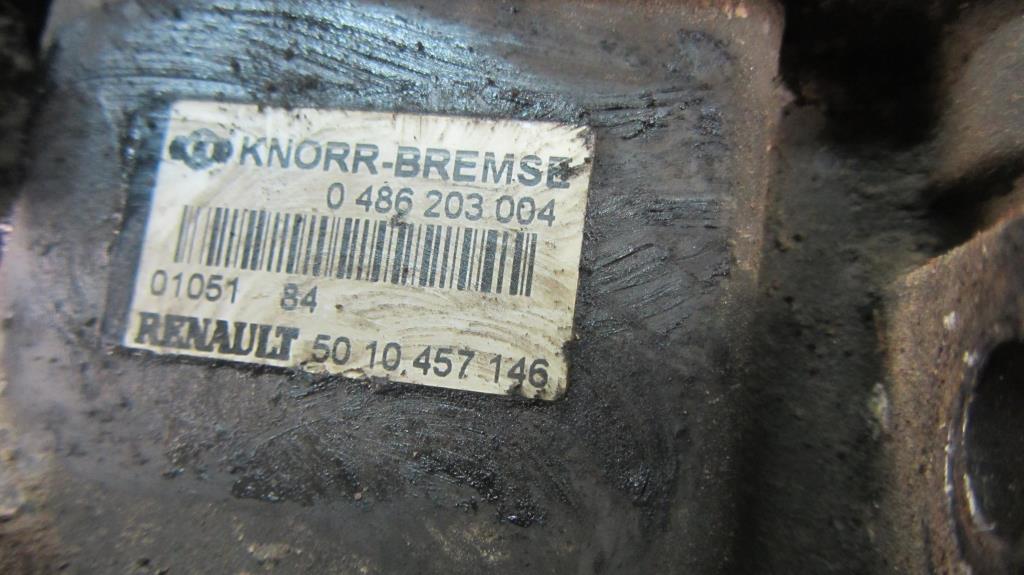 KNORR-BREMSE
0 486 203 004
01051 84
RENAULT 50 10 457 146